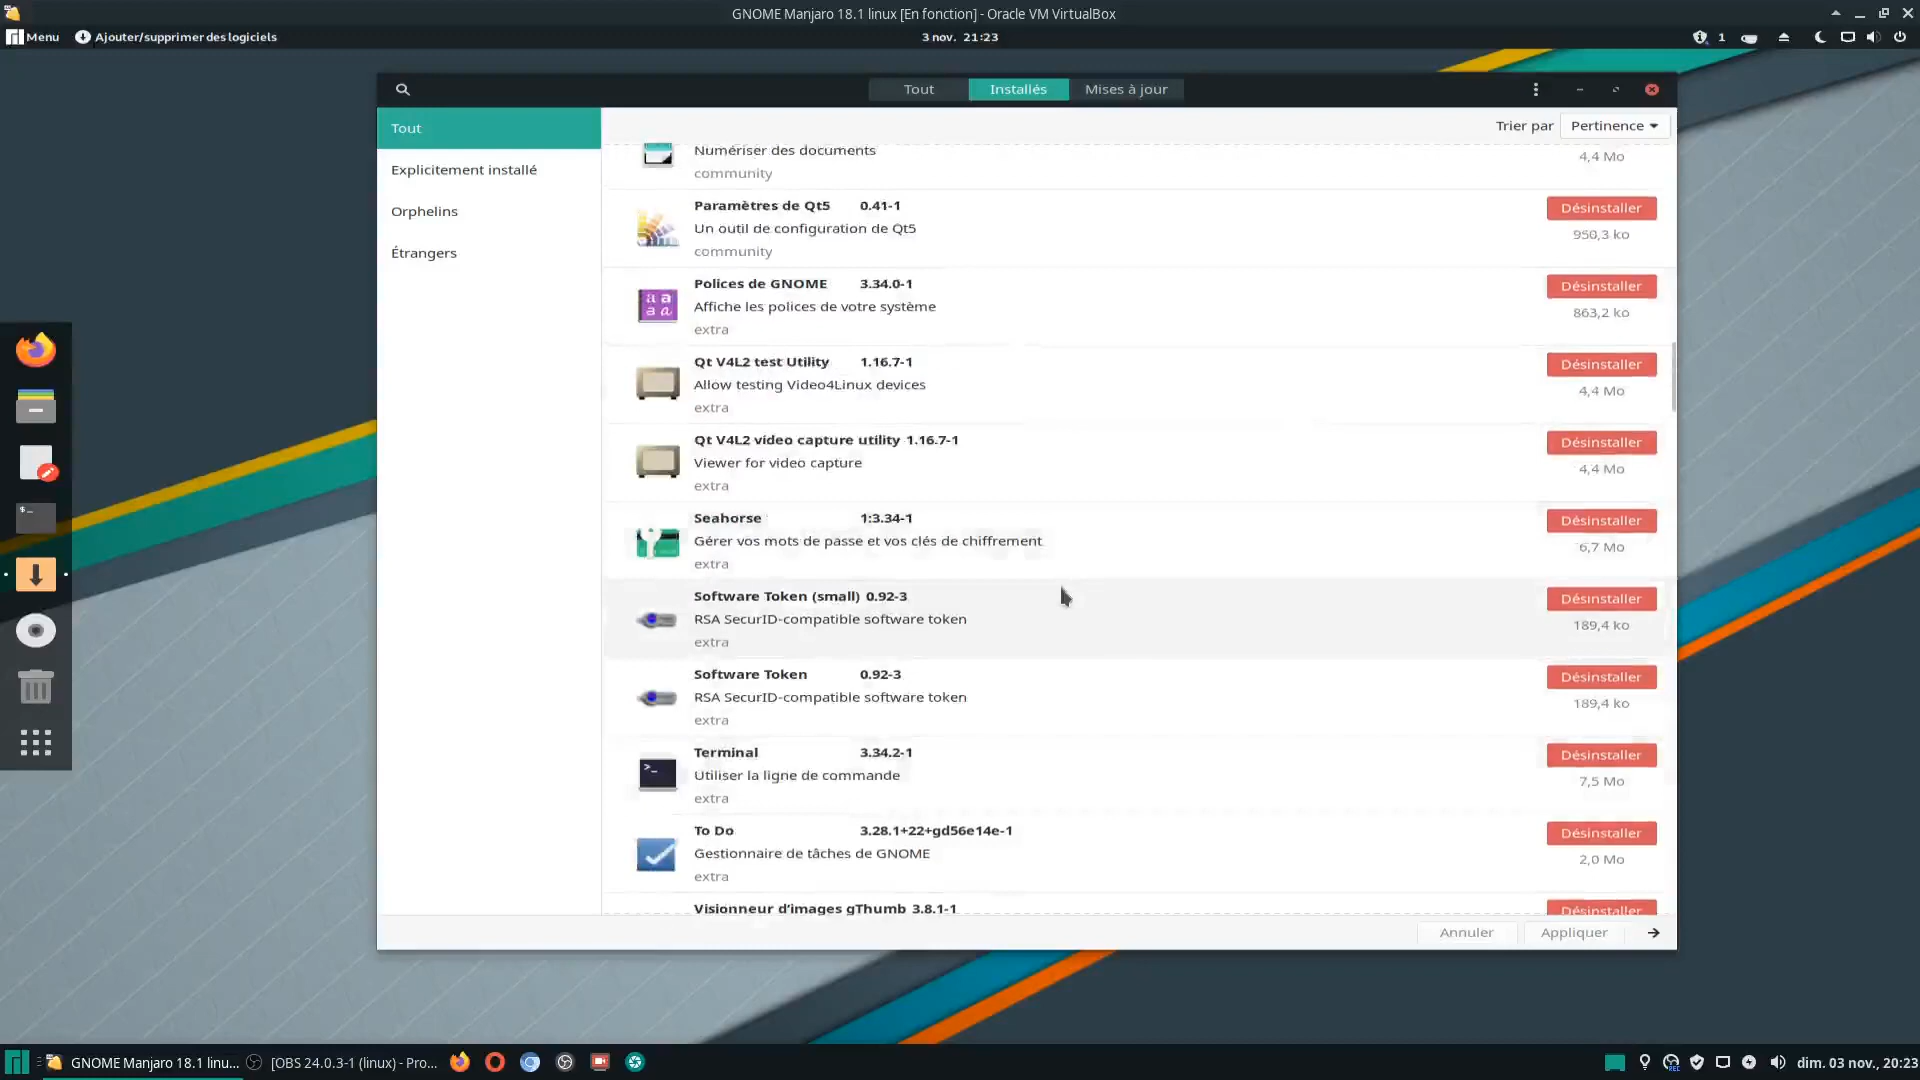 GNOME Manjaro 18.1 linux [En fonction] - Oracle VM VirtualBox
Menu
Ajouter/supprimer des logiciels
3 nov. 21:23
1
Tout
Installés
Mises à jour
Tout
Explicitement installé
Orphelins
Étrangers
Trier par
Pertinence
Numériser des documents
4,4 Mo
community
Paramètres de Qt5 0.41-1
Désinstaller
Un outil de configuration de Qt5
950,3 ko
community
Polices de GNOME 3.34.0-1
Désinstaller
Affiche les polices de votre système
863,2 ko
extra
Qt V4L2 test Utility 1.16.7-1
Désinstaller
Allow testing Video4Linux devices
4,4 Mo
extra
Qt V4L2 video capture utility 1.16.7-1
Désinstaller
Viewer for video capture
4,4 Mo
extra
Seahorse 1:3.34-1
Désinstaller
Gérer vos mots de passe et vos clés de chiffrement
6,7 Mo
extra
Software Token (small) 0.92-3
Désinstaller
RSA SecurID-compatible software token
189,4 ko
extra
Software Token 0.92-3
Désinstaller
RSA SecurID-compatible software token
189,4 ko
extra
Terminal 3.34.2-1
Désinstaller
Utiliser la ligne de commande
7,5 Mo
extra
To Do 3.28.1+22+gd56e14e-1
Désinstaller
Gestionnaire de tâches de GNOME
2,0 Mo
extra
Visionneur d’images gThumb 3.8.1-1
Désinstaller
Annuler
Appliquer
GNOME Manjaro 18.1 linu...
[OBS 24.0.3-1 (linux) - Pro...
dim. 03 nov., 20:23